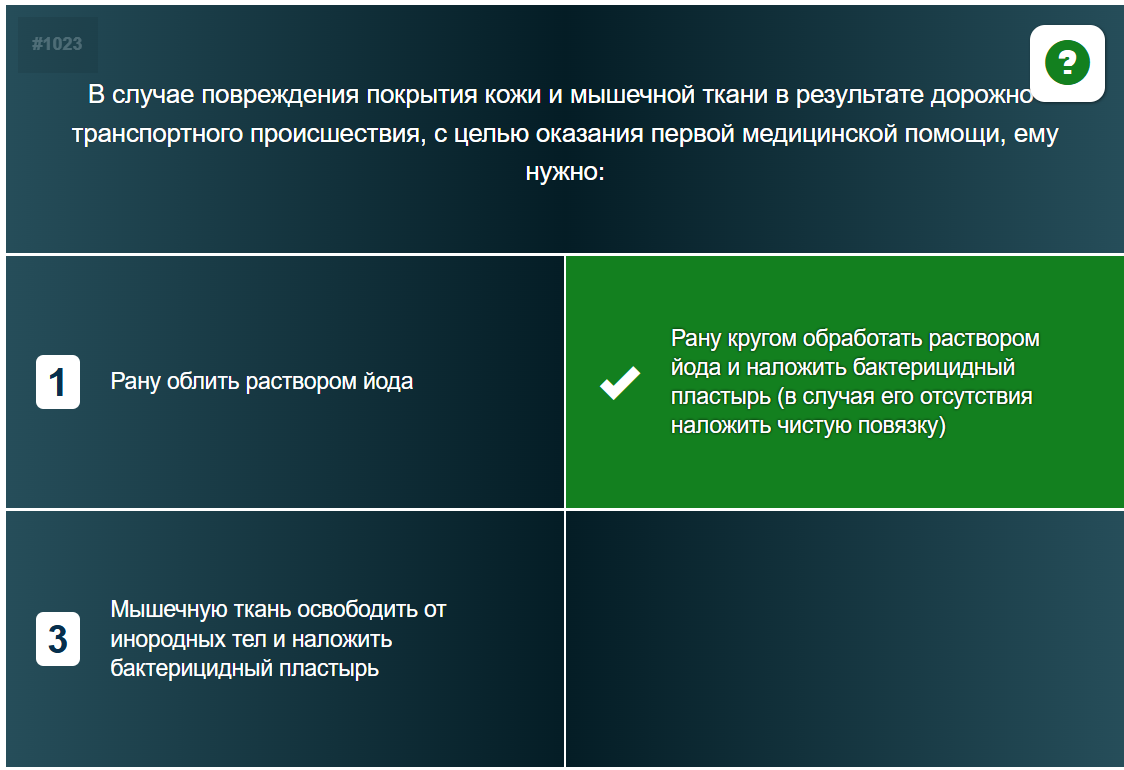 #1023
?
В случае повреждения покрытия кожи и мышечной ткани в результате дорожно
транспортного происшествия, с целью оказания первой медицинской помощи, ему
нужно:
1
Рану облить раствором йода
Рану кругом обработать раствором
йода и наложить бактерицидный
пластырь (в случая его отсутствия
наложить чистую повязку)
3
Мышечную ткань освободить от
инородных тел и наложить
бактерицидный пластырь